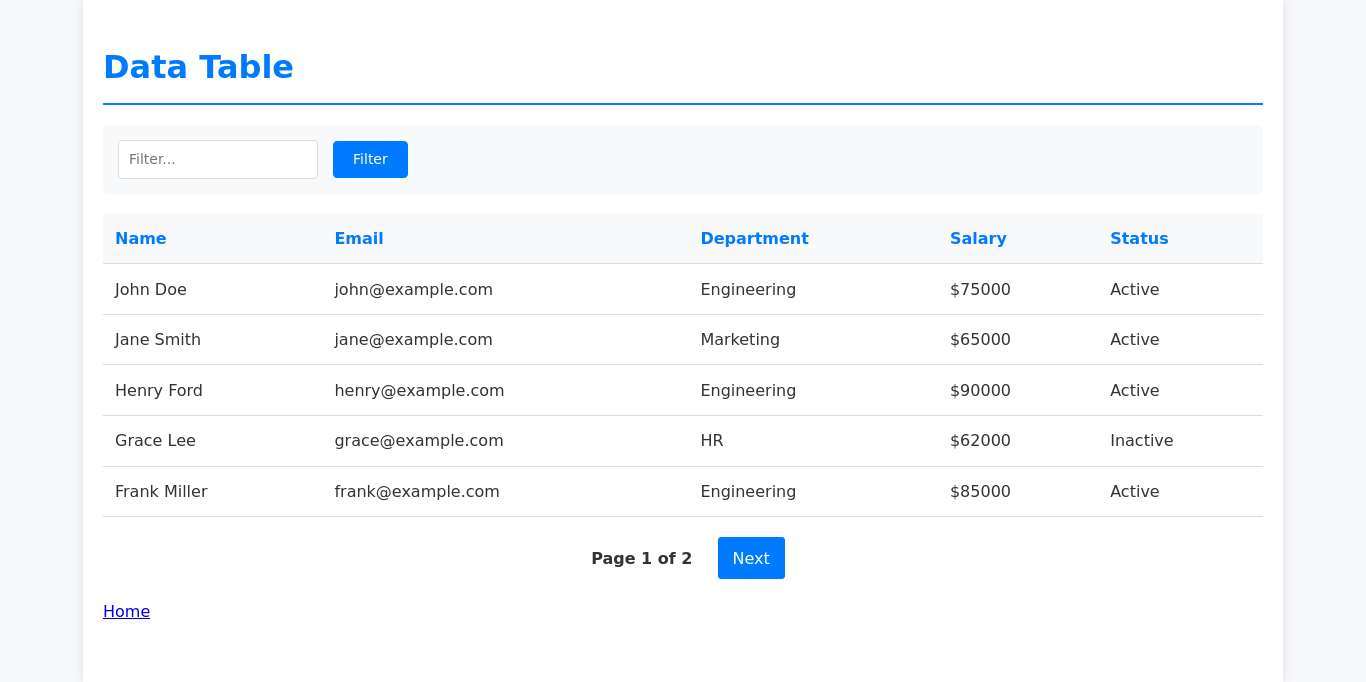 Data Table
Filter... Filter
Name Email Department Salary Status
John Doe john@example.com Engineering $75000 Active
Jane Smith jane@example.com Marketing $65000 Active
Henry Ford henry@example.com Engineering $90000 Active
Grace Lee grace@example.com HR $62000 Inactive
Frank Miller frank@example.com Engineering $85000 Active
Page 1 of 2 Next
Home